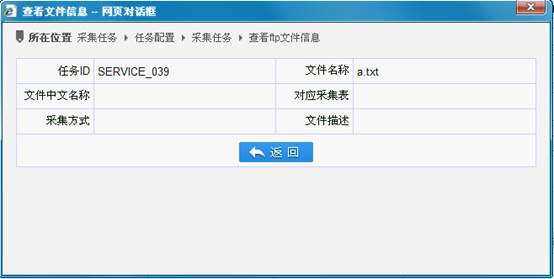 查看文件信息 -- 网页对话框
所在位置 采集任务 任务配置 采集任务 查看ftp文件信息
任务ID SERVICE_039 文件名称 a.txt
文件中文名称 对应采集表
采集方式 文件描述
返回